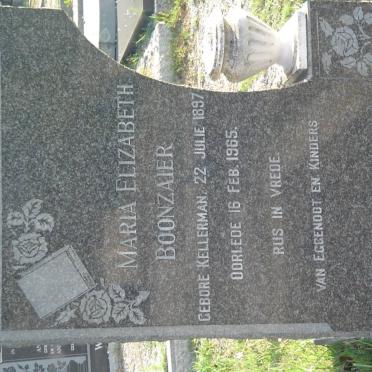 MARIA ELIZABETH
BOONZAIER
GEBORE KELLERMAN. 22 JULIE 1897
OORLEDE 16 FEB. 1965.
RUS IN VREDE
VAN EGGENOOT EN KINDERS